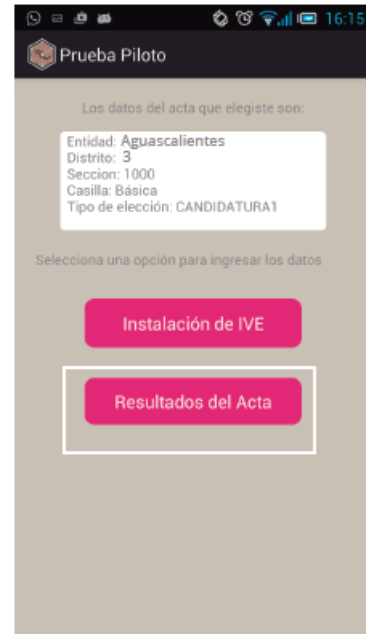 16:15
Prueba Piloto
Los datos del acta que elegiste son:
Entidad: Aguascalientes
Distrito: 3
Seccion: 1000
Casilla: Básica
Tipo de elección: CANDIDATURA1
Selecciona una opción para ingresar los datos
Instalación de IVE
Resultados del Acta